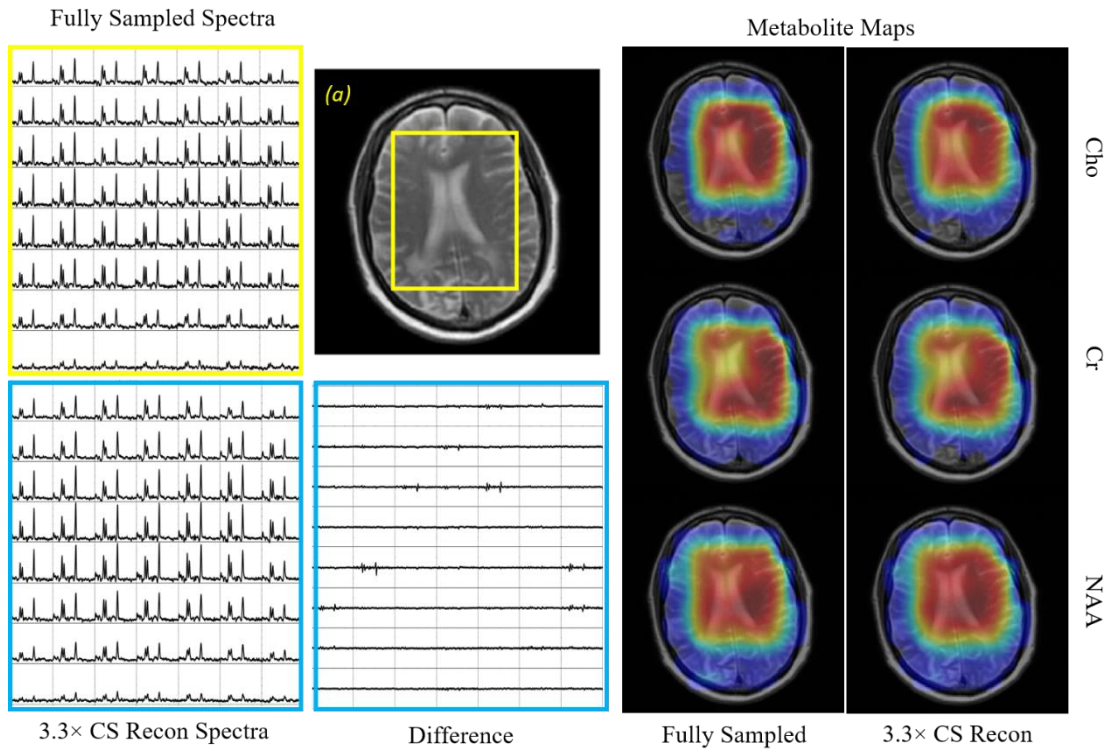 Fully Sampled Spectra
Metabolite Maps
(a)
Cho
Cr
NAA
3.3× CS Recon Spectra
Difference
Fully Sampled
3.3× CS Recon